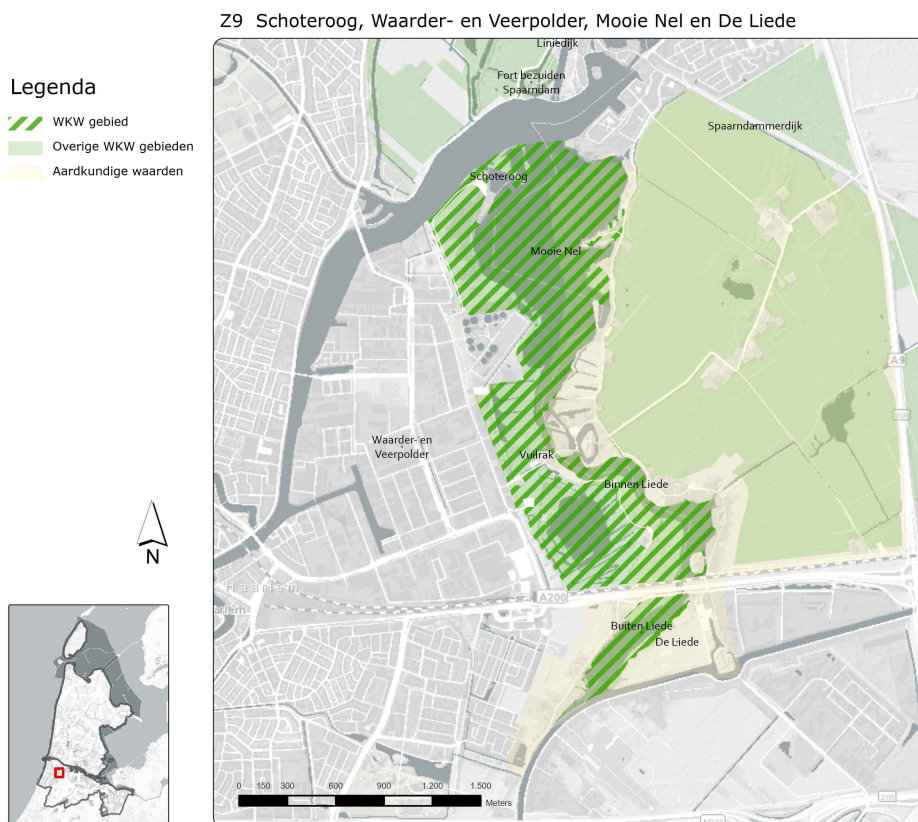 Z9 Schoteroog, Waarder- en Veerpolder, Mooie Nel en De Liede
Legenda
WKW gebied
Overige WKW gebieden
Aardkundige waarden
Liniedijk
Fort bezuiden
Spaarndam
Spaarndammerdijk
Schoteroog
Mooie Nel
A9
Waarder- en
Veerpolder
Vuilrak
Binnen Liede
N
Haarlem
A200
Buiten Liede
De Liede
0 150 300 600 900 1.200 1.500
Meters
205